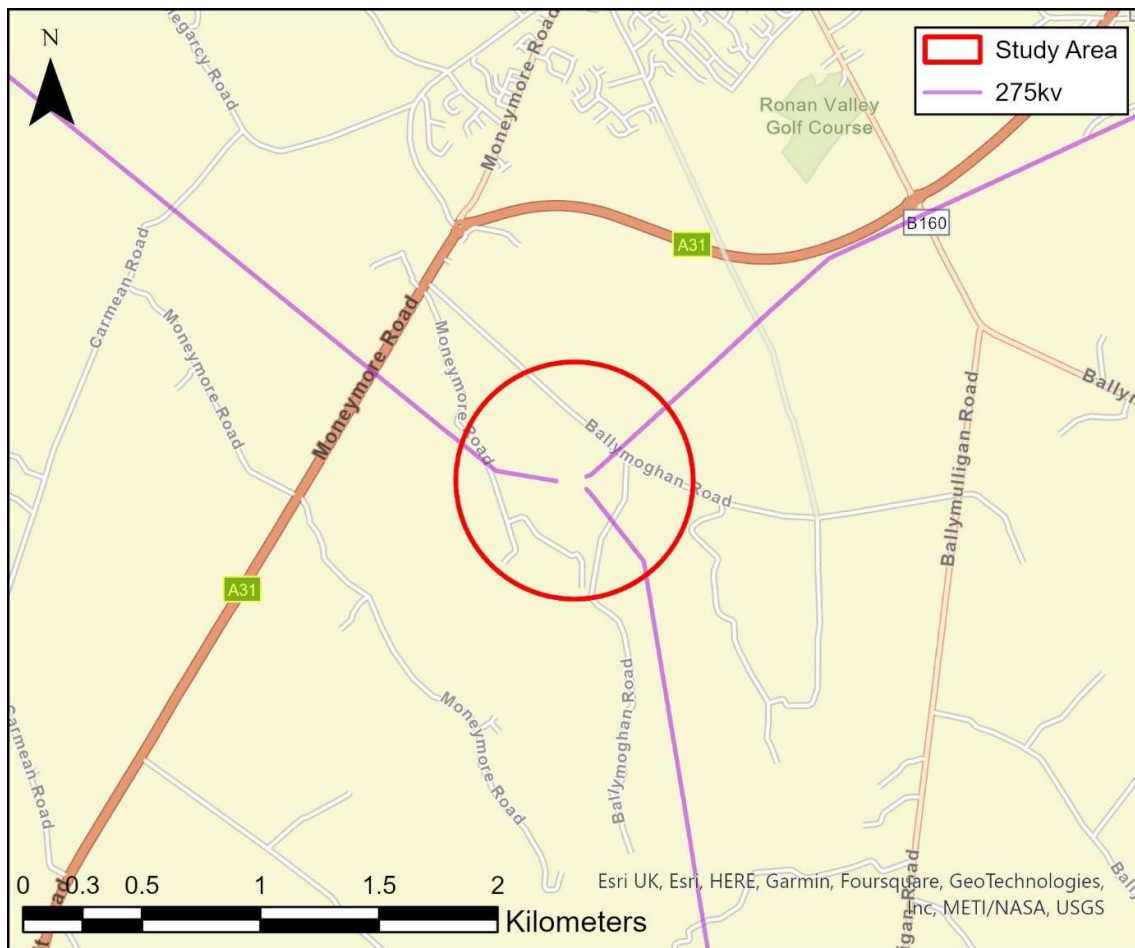 N
Study Area
275kv
Moneymore Road
Ronan Valley
Golf Course
B160
A31
Carmean Road
Moneymore Road
Moneymore Road
Moneymore Road
Ballymoghan Road
Ballymulligan Road
A31
Ballymoghan Road
Moneymore Road
Carmean Road
0 0.3 0.5 1 1.5 2
Kilometers
Esri UK, Esri, HERE, Garmin, Foursquare, GeoTechnologies,
Inc, METI/NASA, USGS